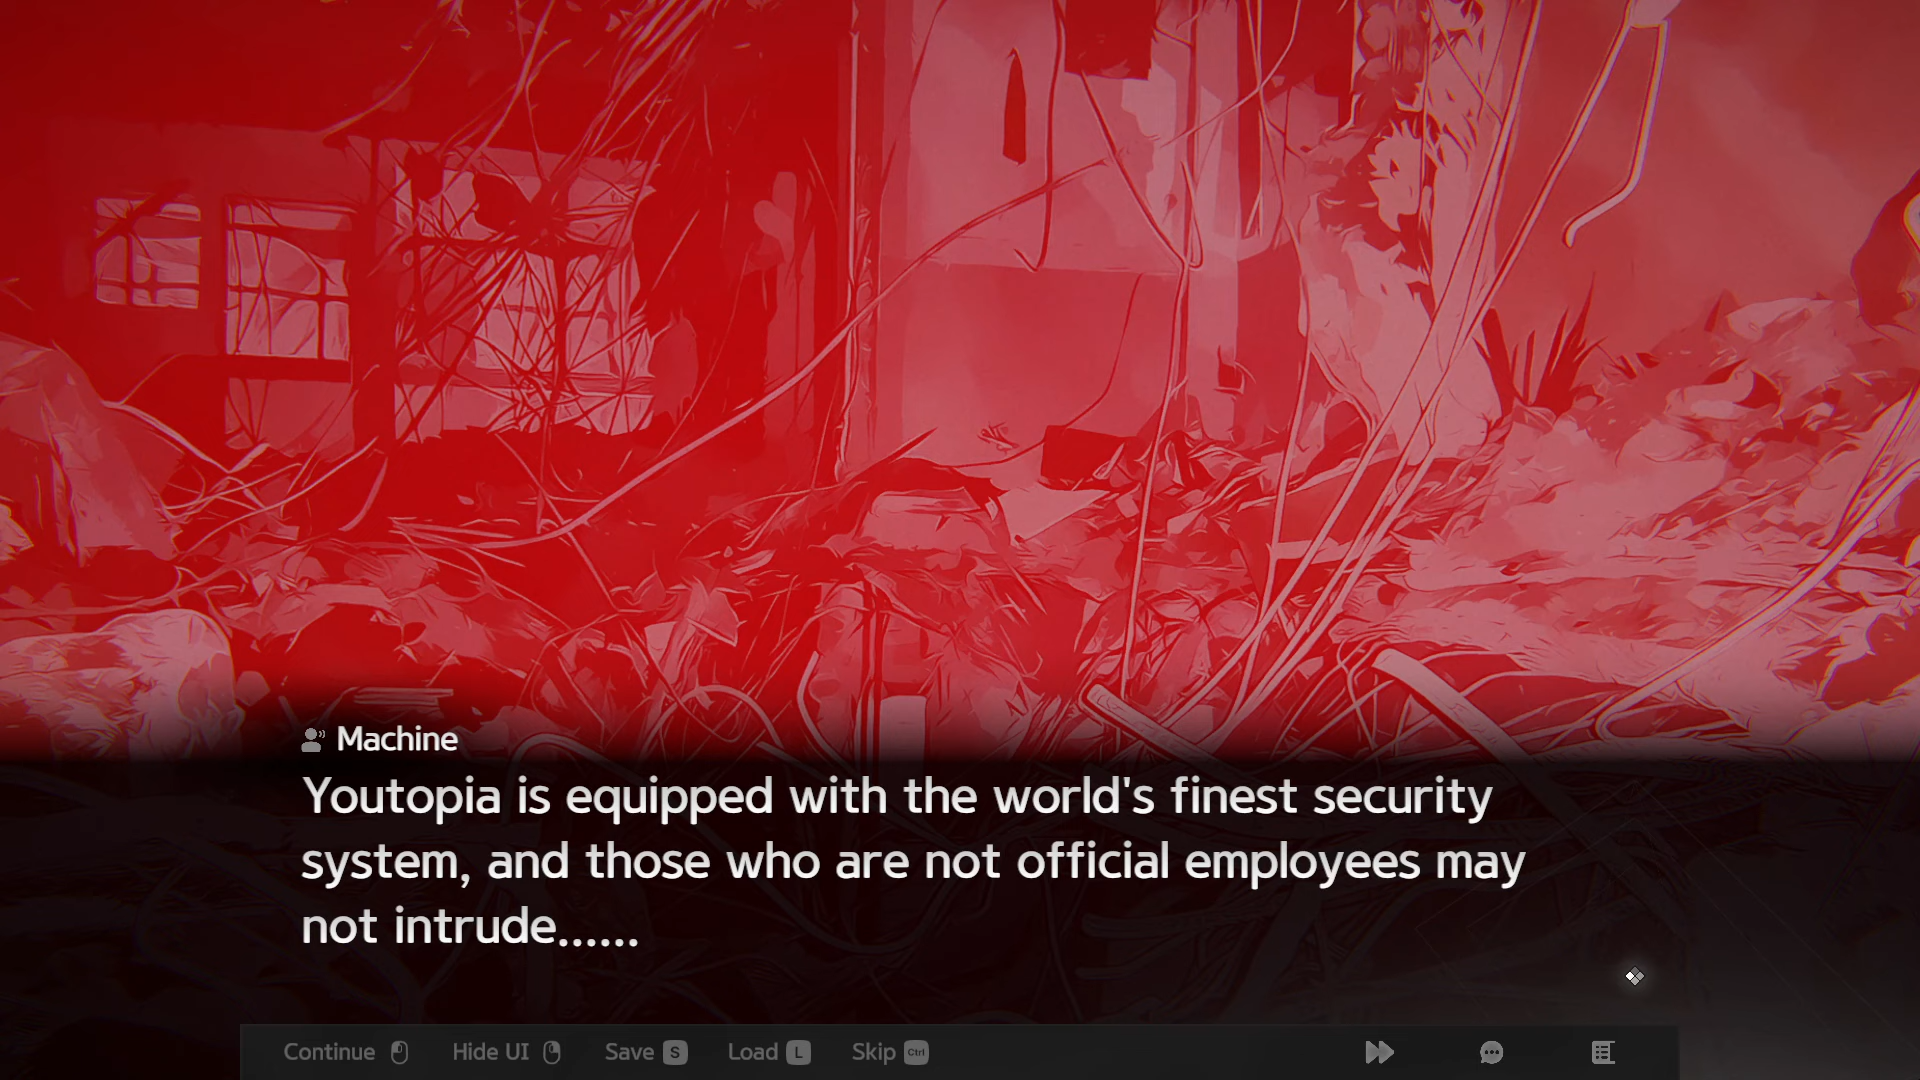 Machine
Youtopia is equipped with the world's finest security
system, and those who are not official employees may
not intrude......
Continue Hide UI Save S Load L Skip Ctrl